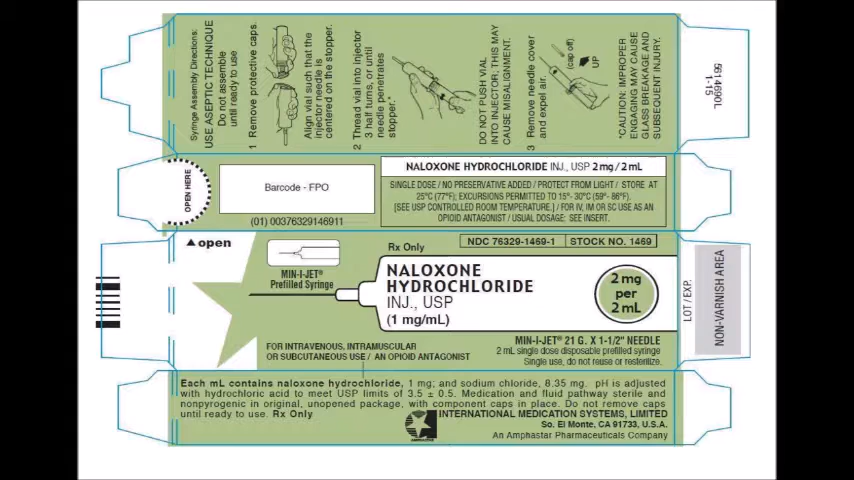 Syringe Assembly Directions:
USE ASEPTIC TECHNIQUE
Do not assemble
until ready to use
1 Remove protective caps.
Align vial such that the
injector needle is
centered on the stopper.
2 Thread vial into injector
3 half turns, or until
needle penetrates
stopper.*
DO NOT PUSH VIAL
INTO INJECTOR; THIS MAY
CAUSE MISALIGNMENT.
3 Remove needle cover
and expel air.
(cap off)
UP
*CAUTION: IMPROPER
ENGAGING MAY CAUSE
GLASS BREAKAGE AND
SUBSEQUENT INJURY.
5514690L
1-15
OPEN HERE
Barcode - FPO
(01) 00376329146911
NALOXONE HYDROCHLORIDE INJ., USP 2 mg / 2 mL
SINGLE DOSE / NO PRESERVATIVE ADDED / PROTECT FROM LIGHT / STORE AT
25°C (77°F); EXCURSIONS PERMITTED TO 15°- 30°C (59°- 86°F).
[SEE USP CONTROLLED ROOM TEMPERATURE.] / FOR IV, IM OR SC USE AS AN
OPIOID ANTAGONIST / USUAL DOSAGE: SEE INSERT.
▲open
Rx Only
NDC 76329-1469-1 STOCK NO. 1469
MIN-I-JET®
Prefilled Syringe
NALOXONE
HYDROCHLORIDE
INJ., USP
(1 mg/mL)
2 mg
per
2 mL
LOT / EXP.
NON-VARNISH AREA
FOR INTRAVENOUS, INTRAMUSCULAR
OR SUBCUTANEOUS USE / AN OPIOID ANTAGONIST
MIN-I-JET® 21 G. X 1-1/2" NEEDLE
2 mL single dose disposable prefilled syringe
Single use, do not reuse or resterilize.
Each mL contains naloxone hydrochloride, 1 mg; and sodium chloride, 8.35 mg. pH is adjusted
with hydrochloric acid to meet USP limits of 3.5 ± 0.5. Medication and fluid pathway sterile and
nonpyrogenic in original, unopened package, with component caps in place. Do not remove caps
until ready to use. Rx Only
INTERNATIONAL MEDICATION SYSTEMS, LIMITED
So. El Monte, CA 91733, U.S.A.
An Amphastar Pharmaceuticals Company